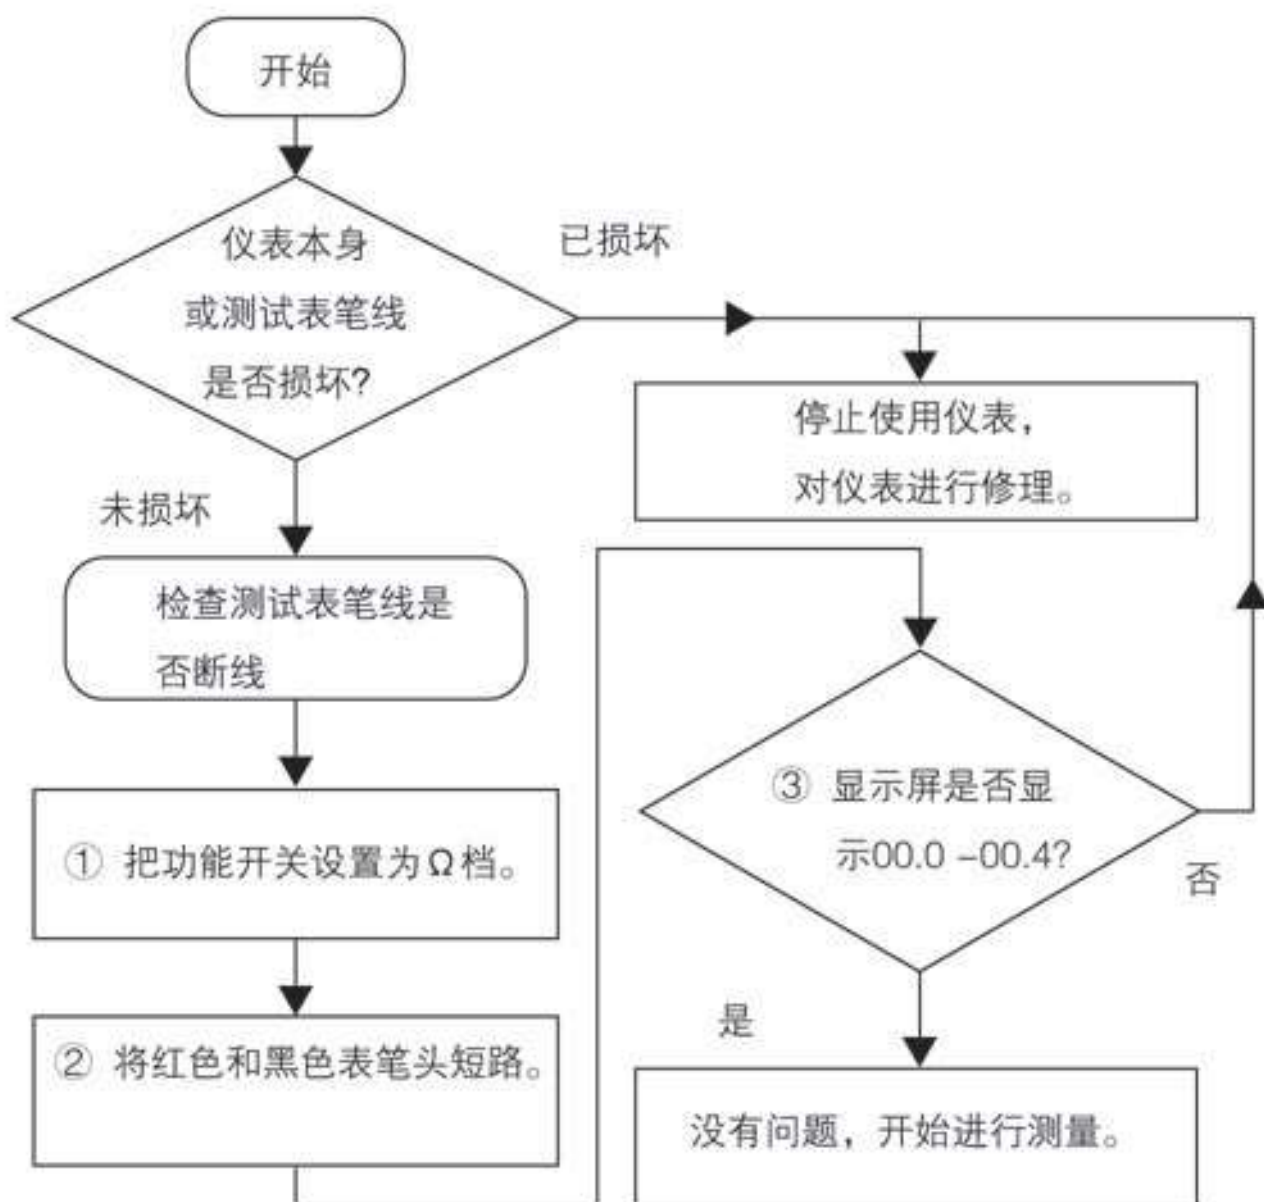 开始
仪表本身
或测试表笔线
是否损坏?
已损坏
停止使用仪表，
对仪表进行修理。
未损坏
检查测试表笔线是
否断线
① 把功能开关设置为Ω档。
② 将红色和黑色表笔头短路。
③ 显示屏是否显
示00.0 –00.4?
否
是
没有问题，开始进行测量。